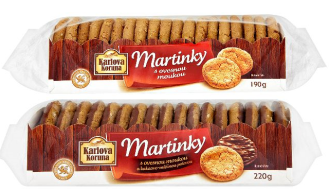 Karlova
Koruna
Martinky
s ovesnou
moukou
190g
Karlova
Koruna
Martinky
s ovesnou moukou
220g